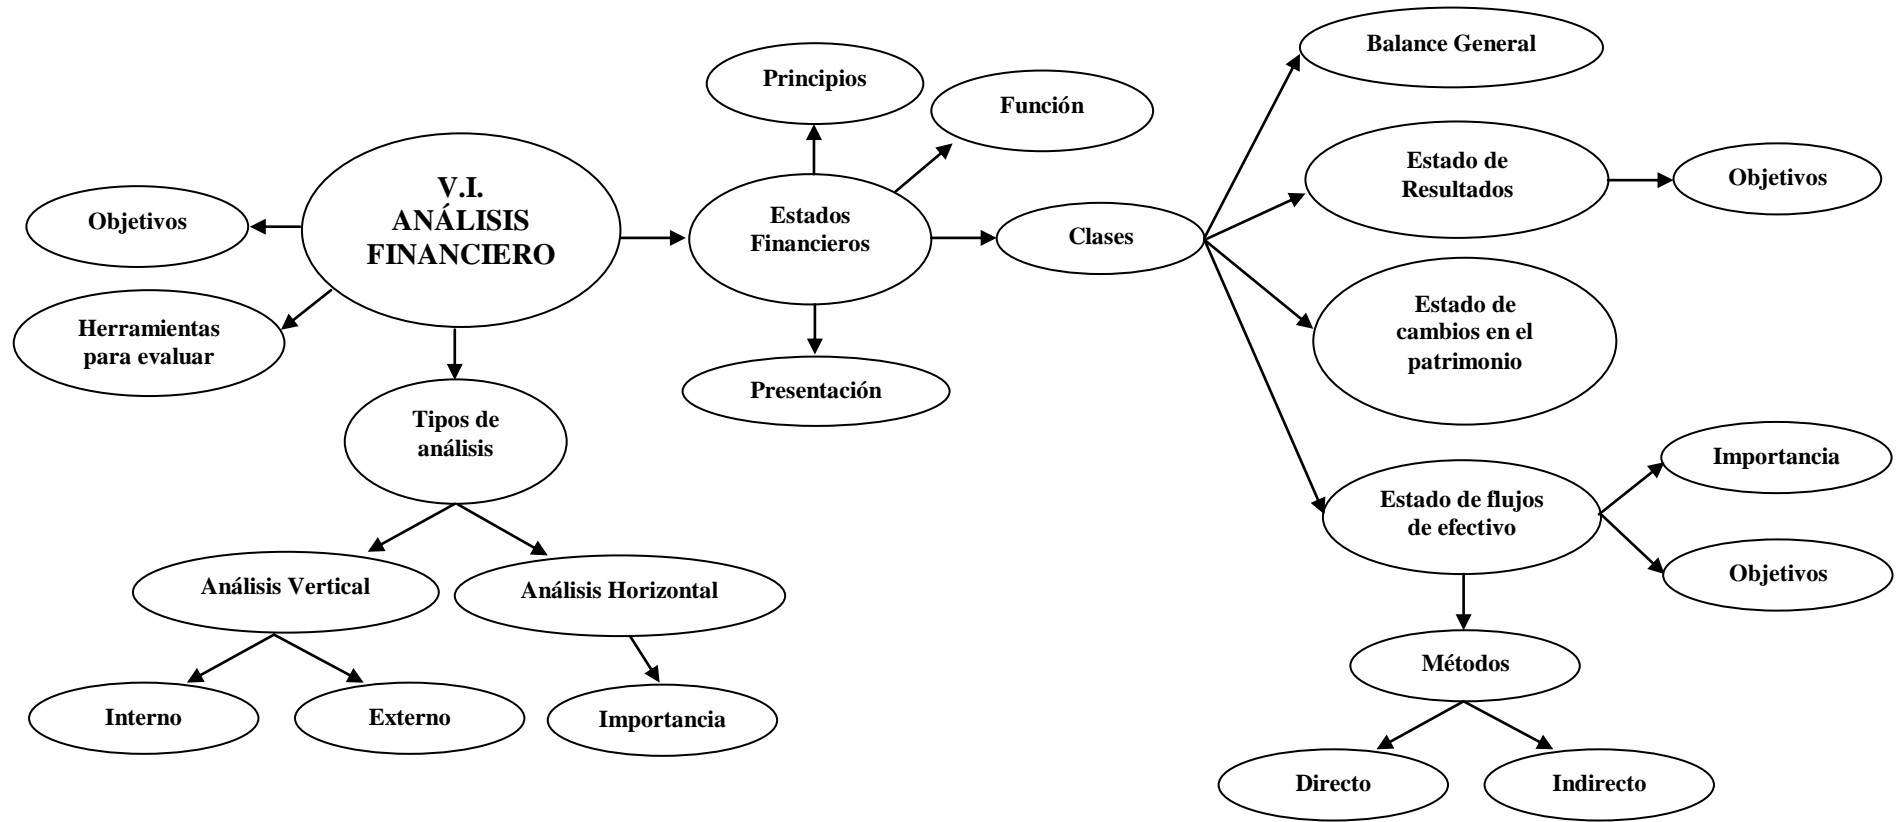 Balance General
Principios
Función
Estado de
Resultados
Objetivos
V.I.
ANÁLISIS
FINANCIERO
Objetivos
Estados
Financieros
Clases
Herramientas
para evaluar
Estado de
cambios en el
patrimonio
Presentación
Tipos de
análisis
Importancia
Estado de flujos
de efectivo
Objetivos
Análisis Vertical
Análisis Horizontal
Métodos
Interno
Externo
Importancia
Directo
Indirecto